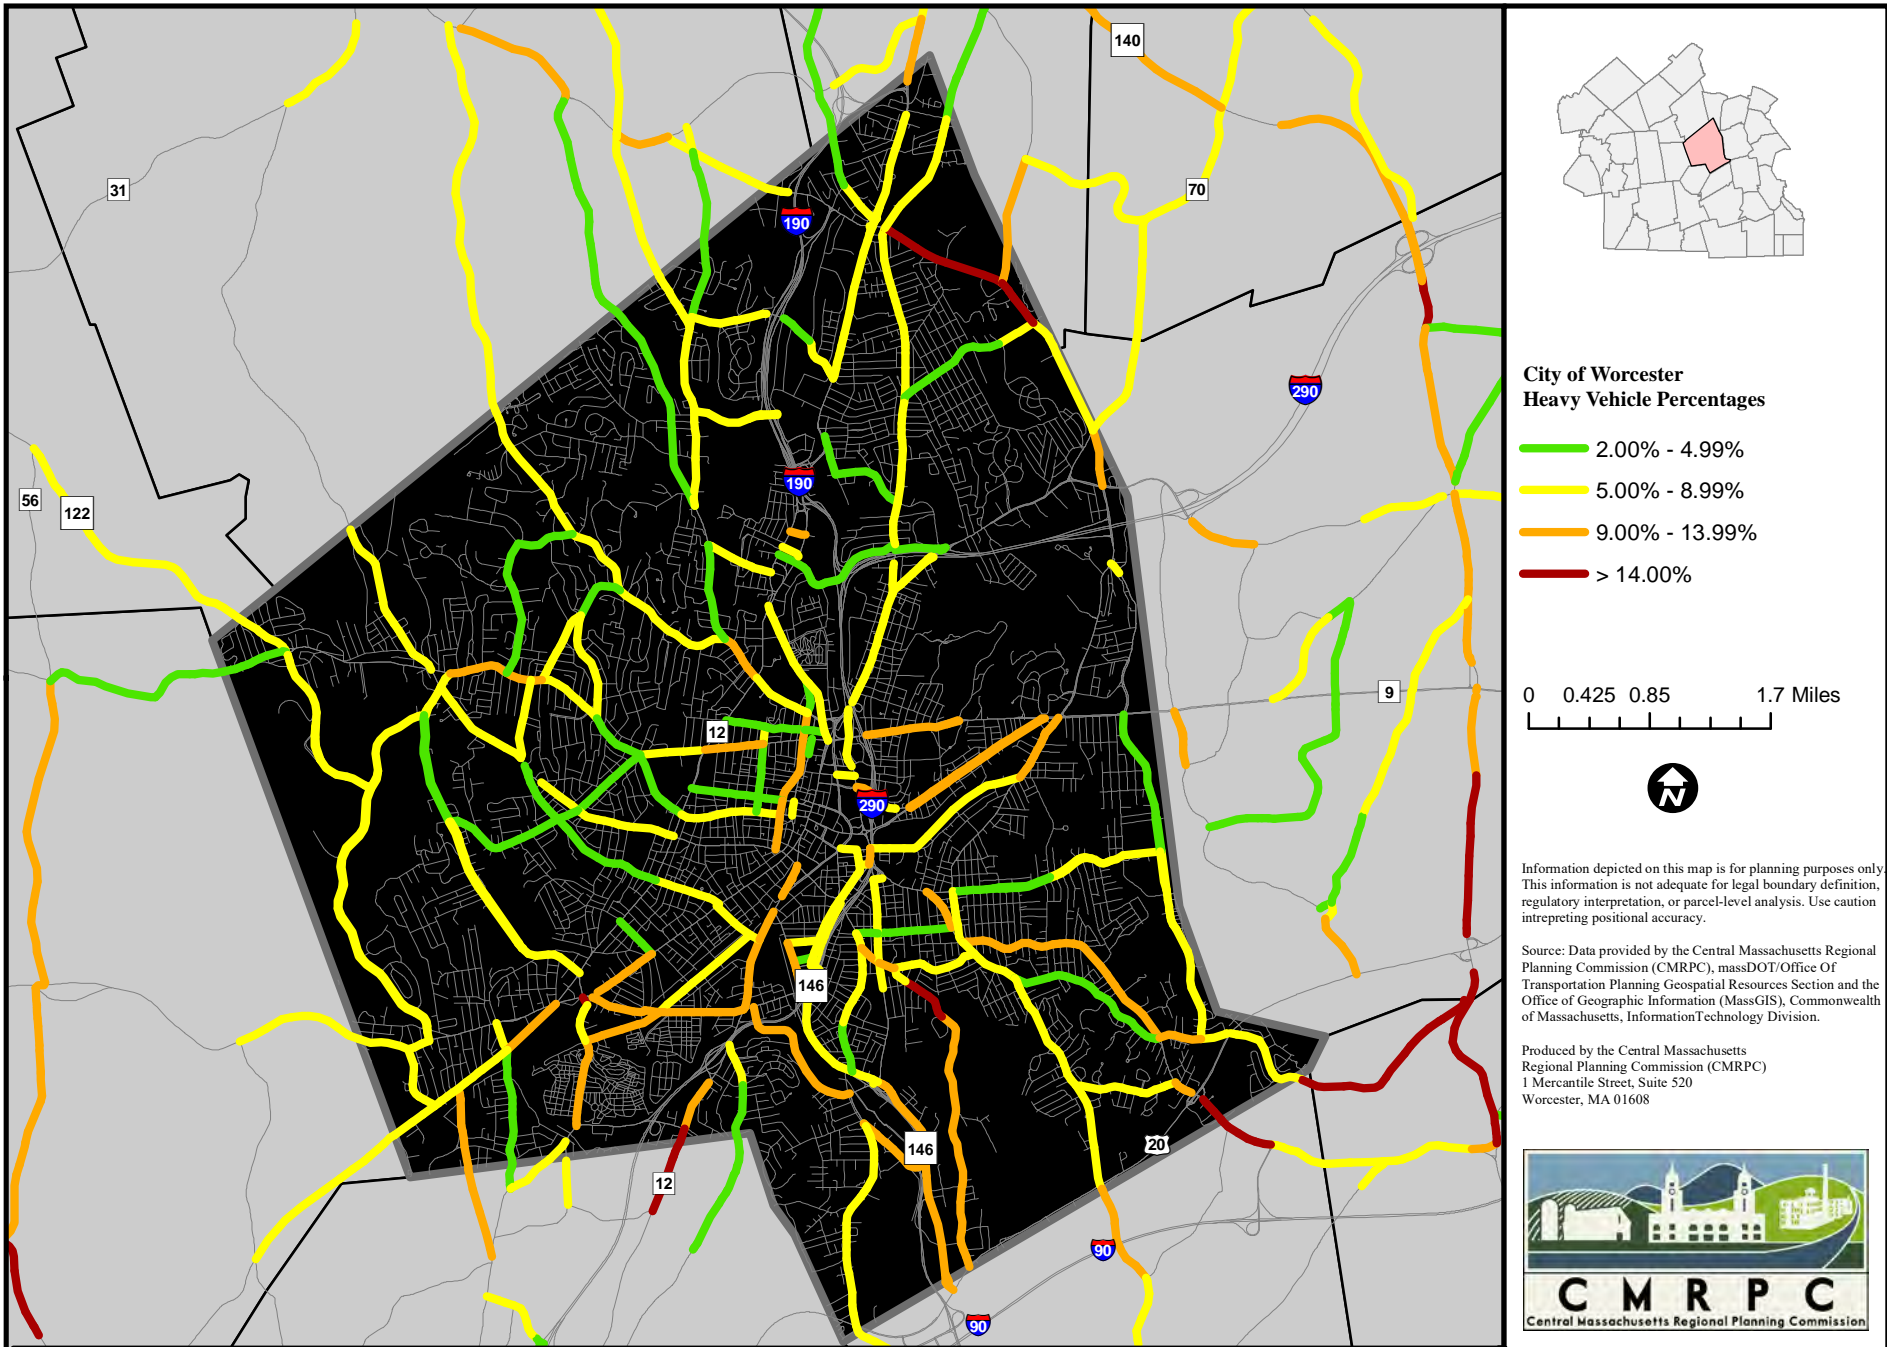 140
31
190
70
290
56
122
190
9
12
290
146
146
20
12
90
90
City of Worcester
Heavy Vehicle Percentages
2.00% - 4.99%
5.00% - 8.99%
9.00% - 13.99%
> 14.00%
0 0.425 0.85 1.7 Miles
N
Information depicted on this map is for planning purposes only.
This information is not adequate for legal boundary definition,
regulatory interpretation, or parcel-level analysis. Use caution
intrepreting positional accuracy.
Source: Data provided by the Central Massachusetts Regional
Planning Commission (CMRPC), massDOT/Office Of
Transportation Planning Geospatial Resources Section and the
Office of Geographic Information (MassGIS), Commonwealth
of Massachusetts, InformationTechnology Division.
Produced by the Central Massachusetts
Regional Planning Commission (CMRPC)
1 Mercantile Street, Suite 520
Worcester, MA 01608
C M R P C
Central Massachusetts Regional Planning Commission